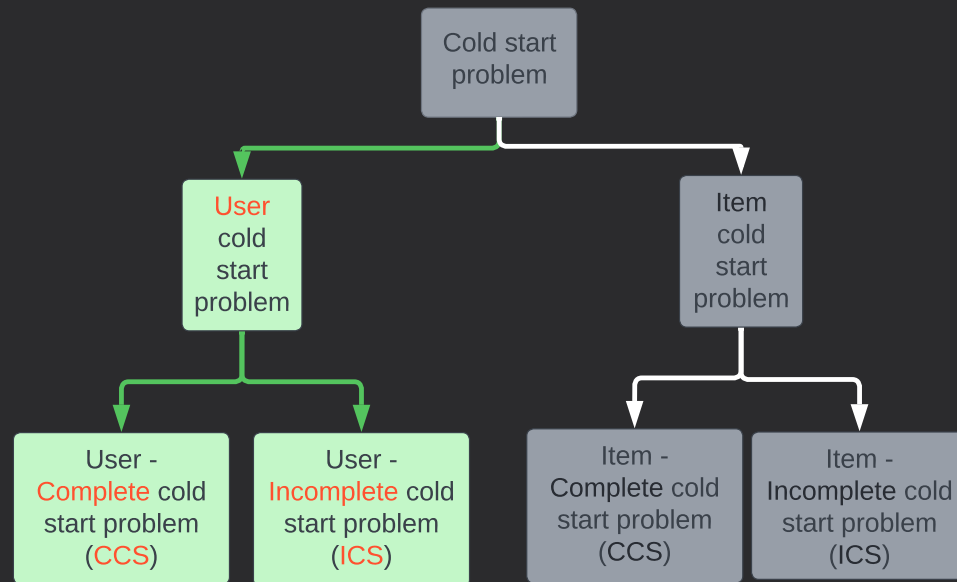 Cold start
problem
User
cold
start
problem
Item
cold
start
problem
User -
Complete cold
start problem
(CCS)
User -
Incomplete cold
start problem
(ICS)
Item -
Complete cold
start problem
(CCS)
Item -
Incomplete cold
start problem
(ICS)